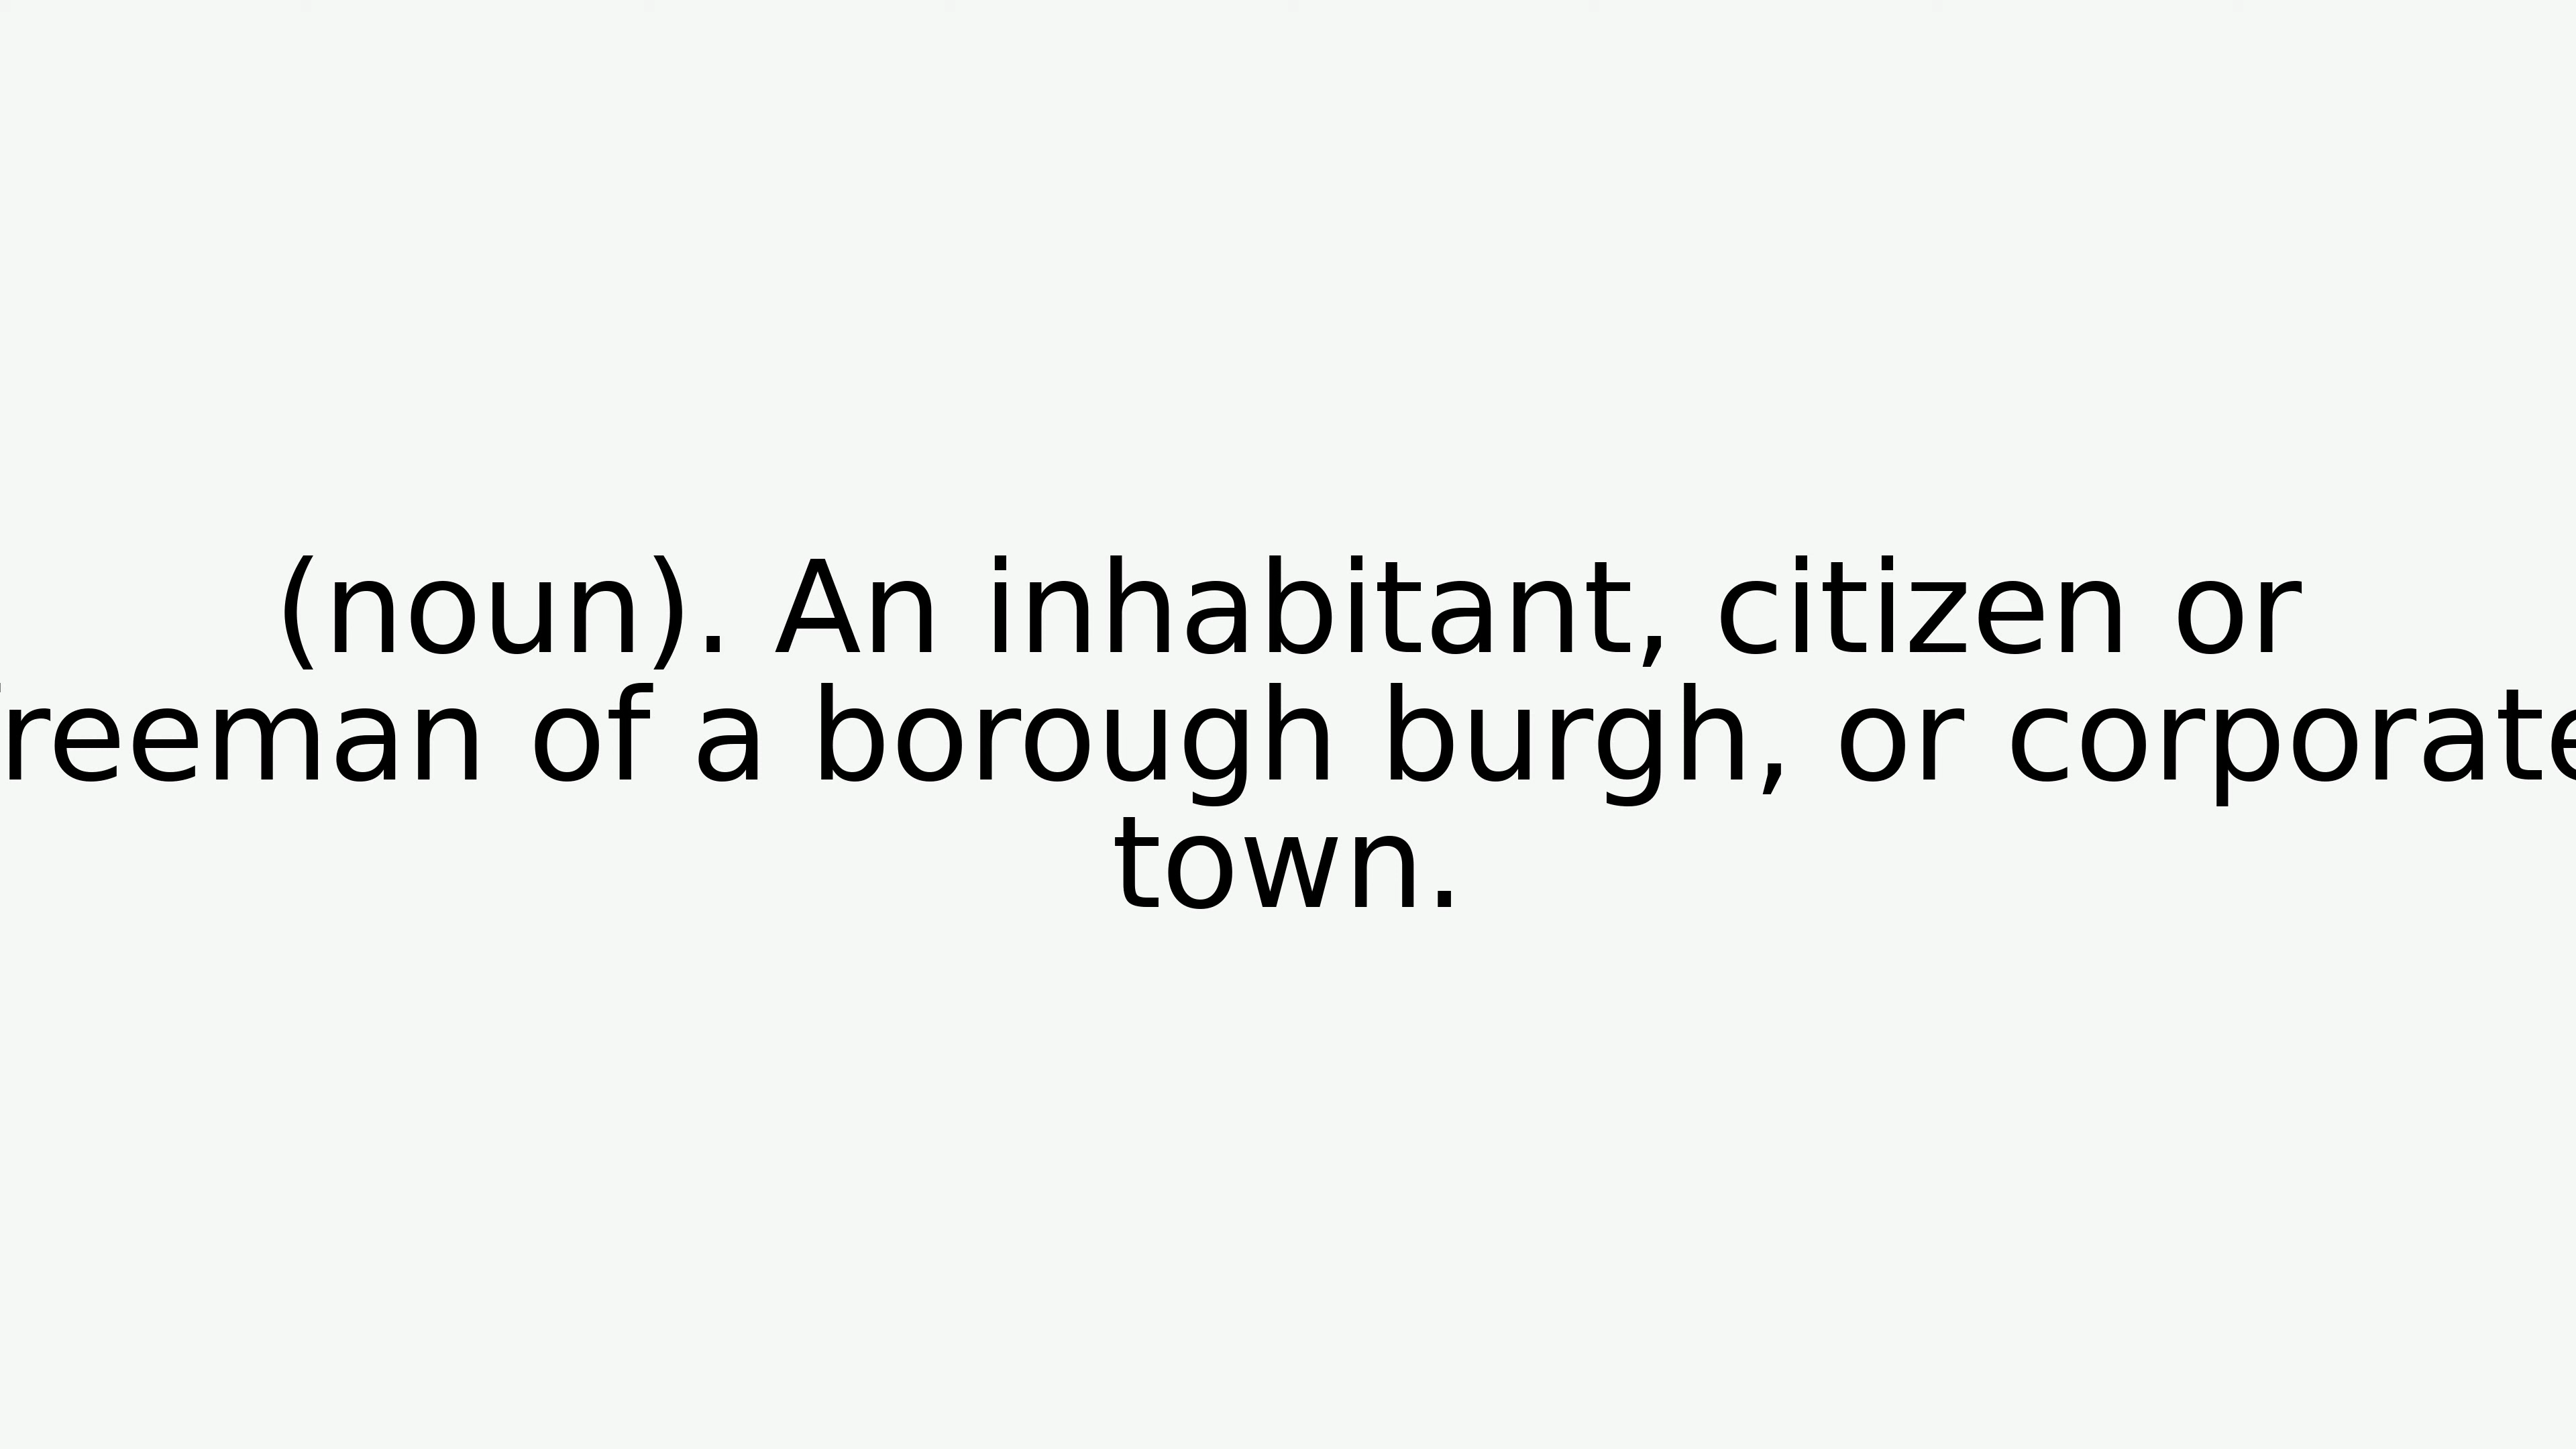 (noun). An inhabitant, citizen or
freeman of a borough burgh, or corporate
town.